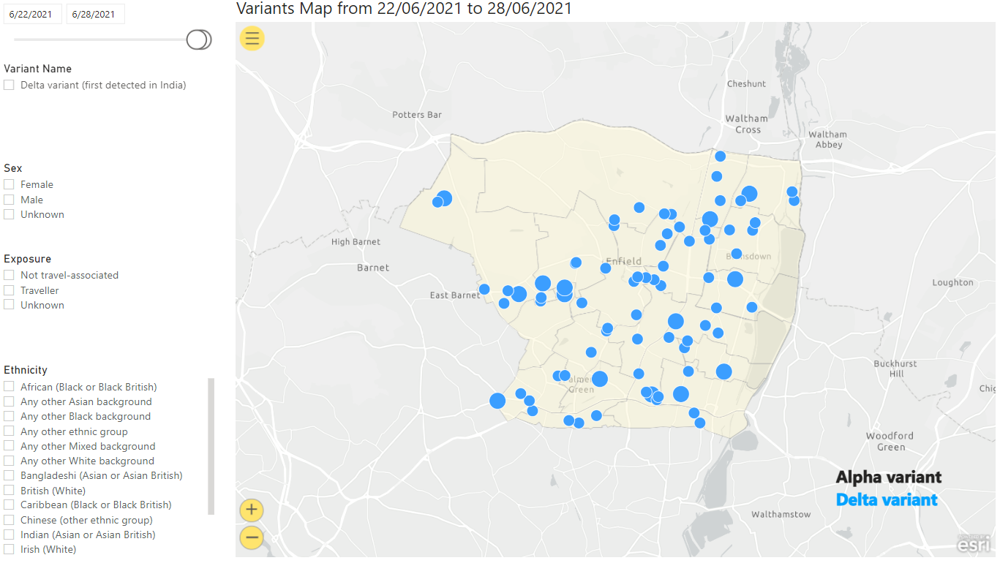 6/22/2021
6/28/2021
Variant Name
Delta variant (first detected in India)
Sex
Female
Male
Unknown
Exposure
Not travel-associated
Traveller
Unknown
Ethnicity
African (Black or Black British)
Any other Asian background
Any other Black background
Any other ethnic group
Any other Mixed background
Any other White background
Bangladeshi (Asian or Asian British)
British (White)
Caribbean (Black or Black British)
Chinese (other ethnic group)
Indian (Asian or Asian British)
Irish (White)
Variants Map from 22/06/2021 to 28/06/2021
Cheshunt
Potters Bar
Waltham
Cross
Waltham
Abbey
High Barnet
Barnet
Enfield
East Barnet
Loughton
Green
Buckhurst
Hill
Woodford
Green
Alpha variant
Delta variant
Walthamstow
esri